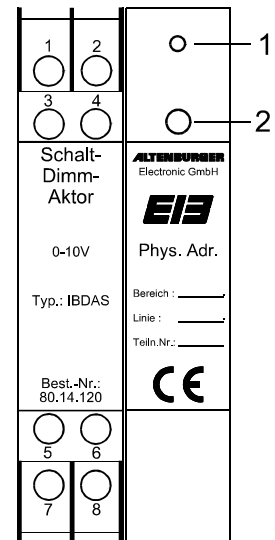 1 2
3 4
Schalt-
Dimm-
Aktor
0-10V
Typ.: IBDAS
Best.-Nr.:
80.14.120
5 6
7 8
1
2
ALTENBURGER
Electronic GmbH
EIB
Phys. Adr.
Bereich :
Linie :
Teiln.Nr.:
CE